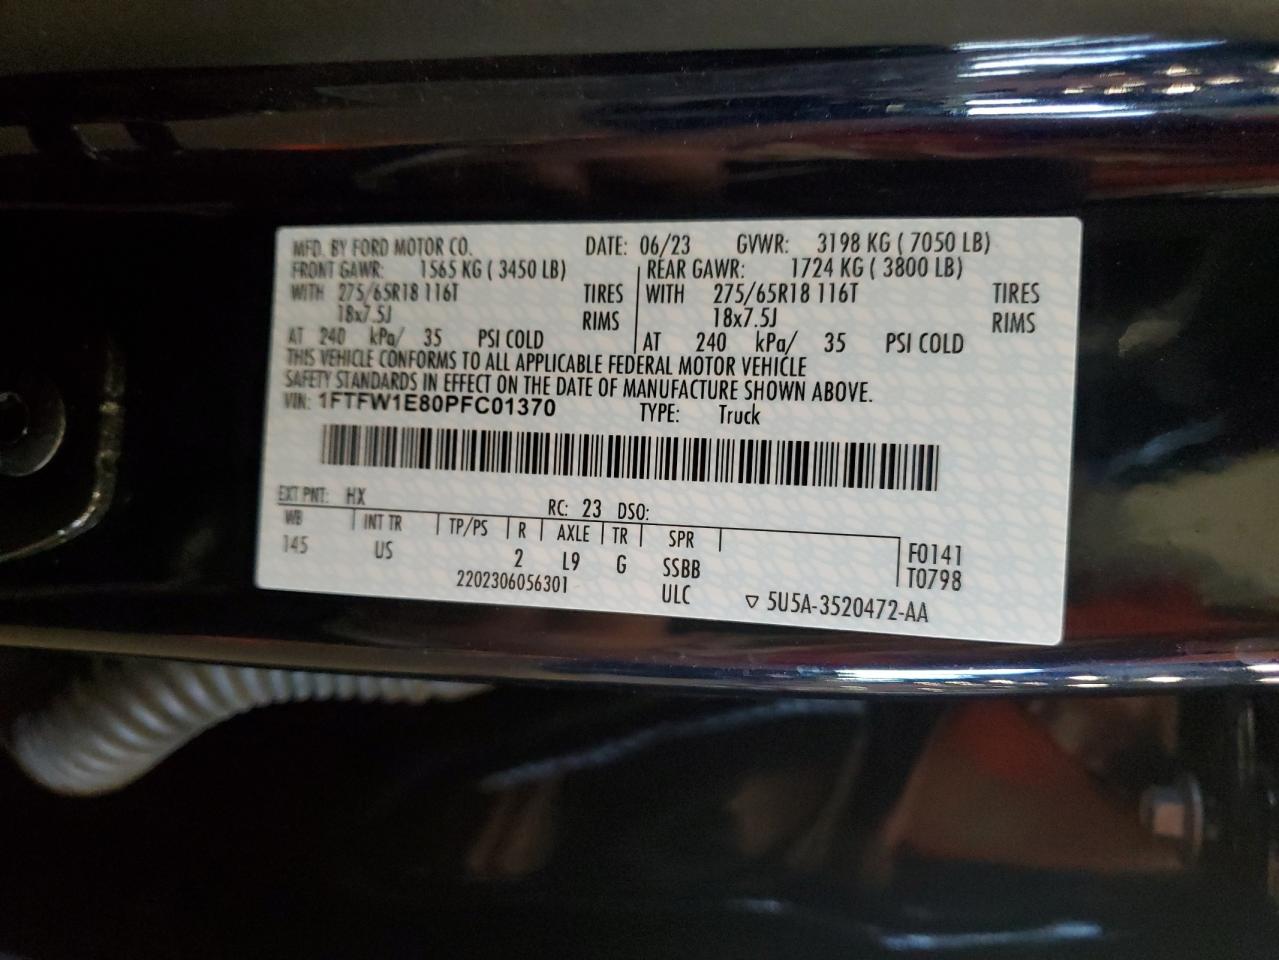 MFD. BY FORD MOTOR CO. DATE: 06/23 GVWR: 3198 KG ( 7050 LB)
FRONT GAWR: 1565 KG ( 3450 LB) REAR GAWR: 1724 KG ( 3800 LB)
WITH 275/65R18 116T TIRES WITH 275/65R18 116T TIRES
18x7.5J RIMS 18x7.5J RIMS
AT 240 kPa/ 35 PSI COLD AT 240 kPa/ 35 PSI COLD
THIS VEHICLE CONFORMS TO ALL APPLICABLE FEDERAL MOTOR VEHICLE
SAFETY STANDARDS IN EFFECT ON THE DATE OF MANUFACTURE SHOWN ABOVE.
VIN: 1FTFW1E80PFC01370 TYPE: Truck
EXT PNT: HX RC: 23 DSO:
WB INT TR TP/PS R AXLE TR SPR F0141
145 US 2 L9 G SSBB T0798
2202306056301 ULC ▽ 5U5A-3520472-AA